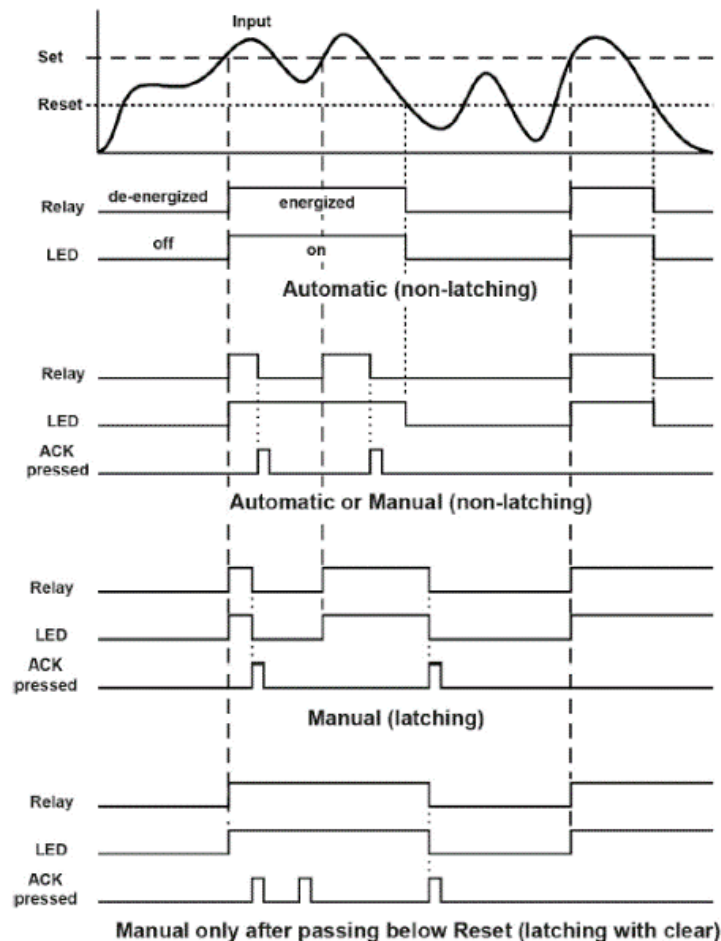 Input
Set
Reset
de-energized
energized
Relay
off
on
LED
Automatic (non-latching)
Relay
LED
ACK
pressed
Automatic or Manual (non-latching)
Relay
LED
ACK
pressed
Manual (latching)
Relay
LED
ACK
pressed
Manual only after passing below Reset (latching with clear)